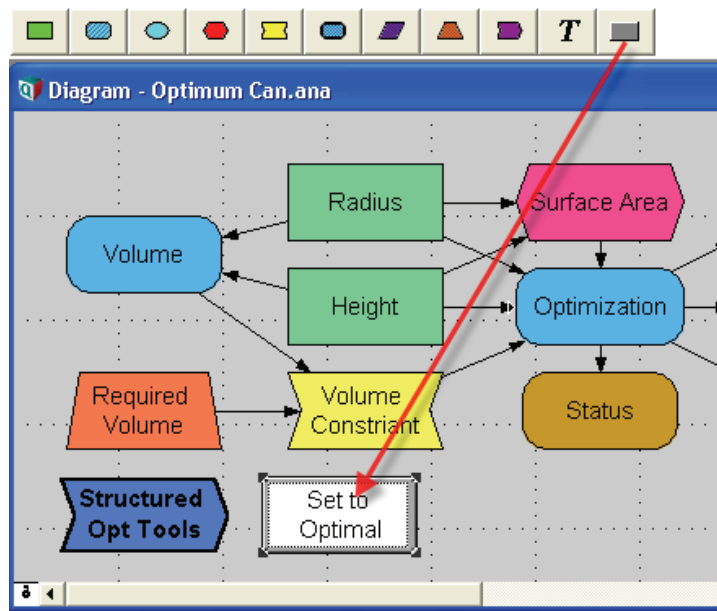 T
Diagram - Optimum Can.ana
Radius
Surface Area
Volume
Height
Optimization
Required
Volume
Volume
Constriant
Status
Structured
Opt Tools
Set to
Optimal